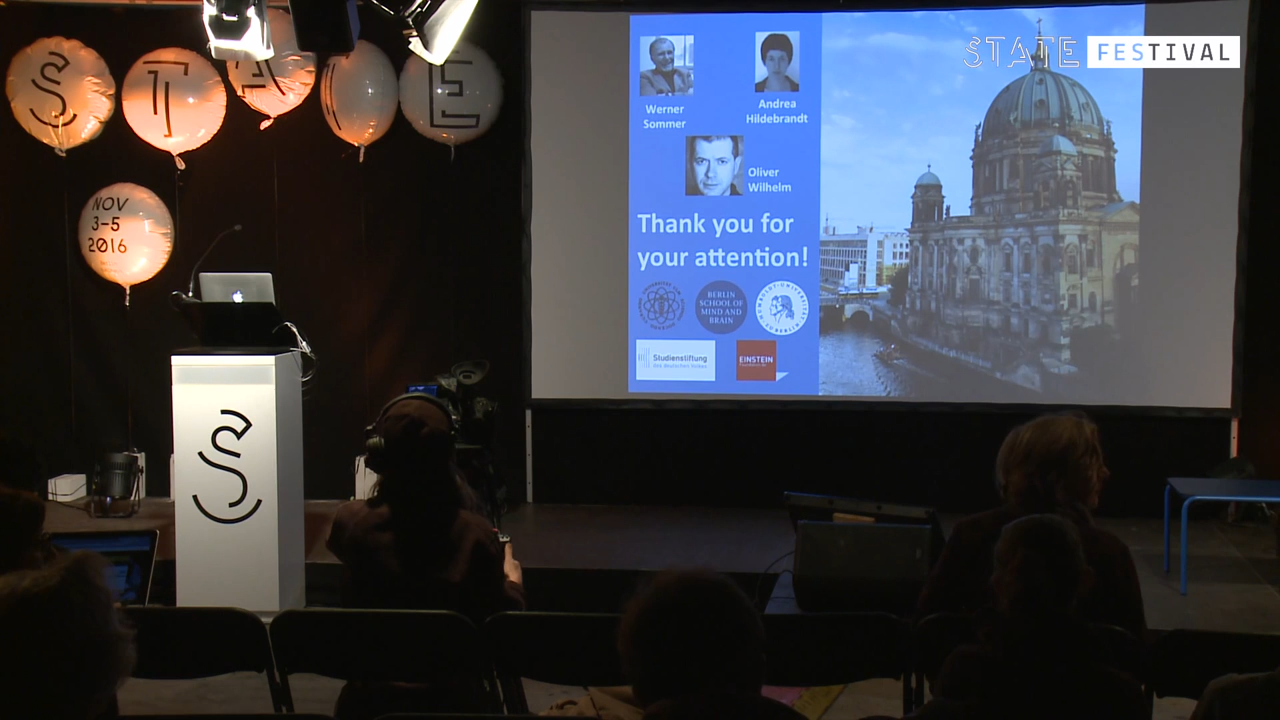 STATE
FESTIVAL
STATE
NOV
3-5
2016
Werner
Sommer
Andrea
Hildebrandt
Oliver
Wilhelm
Thank you for
your attention!
BERLIN
SCHOOL OF
MIND AND
BRAIN
Studienstiftung
des deutschen Volkes
EINSTEIN
S